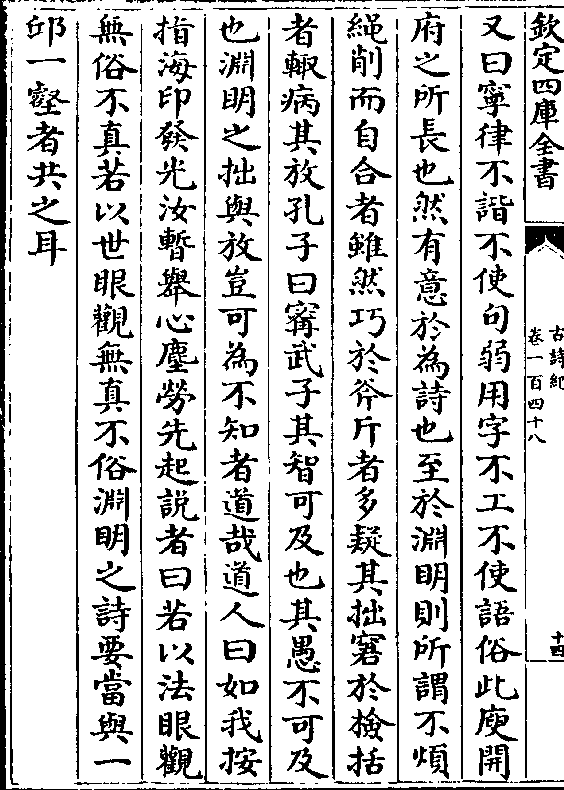 欽定四庫全書
古詩紀
卷一百四十八
十四
又曰寧律不諧不使句弱用字不工不使語俗此庾開
府之所長也然有意於為詩也至於淵明則所謂不煩
繩削而自合者雖然巧於斧斤者多疑其拙窘於檢括
者輙病其放孔子曰甯武子其智可及也其愚不可及
也淵明之拙與放豈可為不知者道哉道人曰如我按
指海印發光汝暫舉心塵勞先起説者曰若以法眼觀
無俗不真若以世眼觀無真不俗淵明之詩要當與一
邱一壑者共之耳